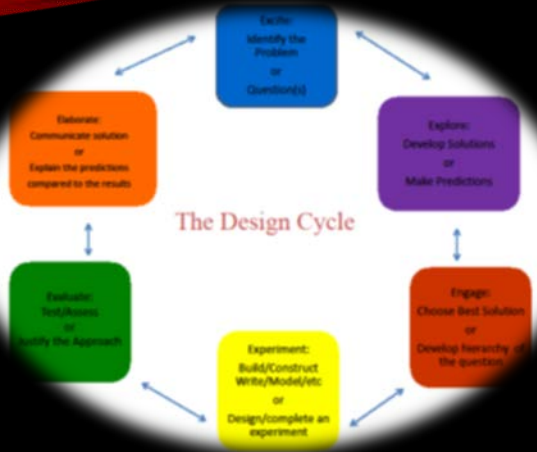 Excite:
Identify the
Problem
or
Question(s)
Explore:
Develop Solutions
or
Make Predictions
Engage:
Choose Best Solution
or
Develop hierarchy of
the question
Experiment:
Build/Construct
Write/Model/etc
or
Design/complete an
experiment
Evaluate:
Test/Assess
or
Justify the Approach
Elaborate:
Communicate solution
or
Explain the predictions
compared to the results
The Design Cycle